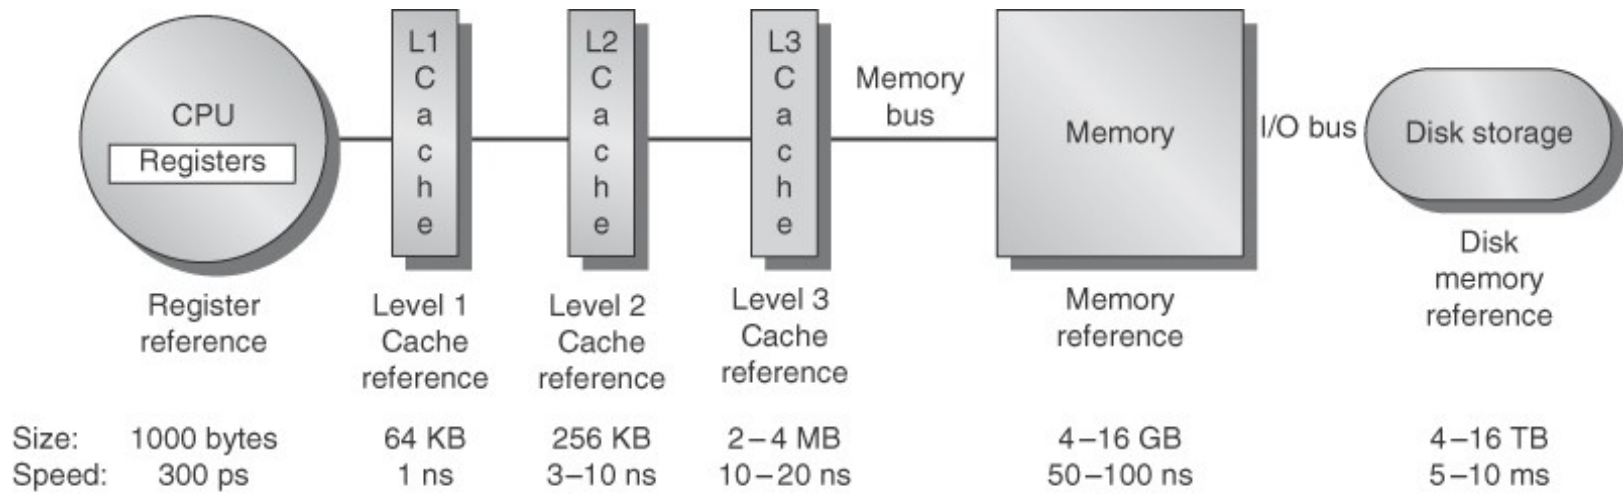 CPU
Registers
L1
C
a
c
h
e
L2
C
a
c
h
e
L3
C
a
c
h
e
Memory
bus
Memory
I/O bus
Disk storage
Register
reference
Level 1
Cache
reference
Level 2
Cache
reference
Level 3
Cache
reference
Memory
reference
Disk
memory
reference
Size: 1000 bytes 64 KB 256 KB 2–4 MB 4–16 GB 4–16 TB
Speed: 300 ps 1 ns 3–10 ns 10–20 ns 50–100 ns 5–10 ms